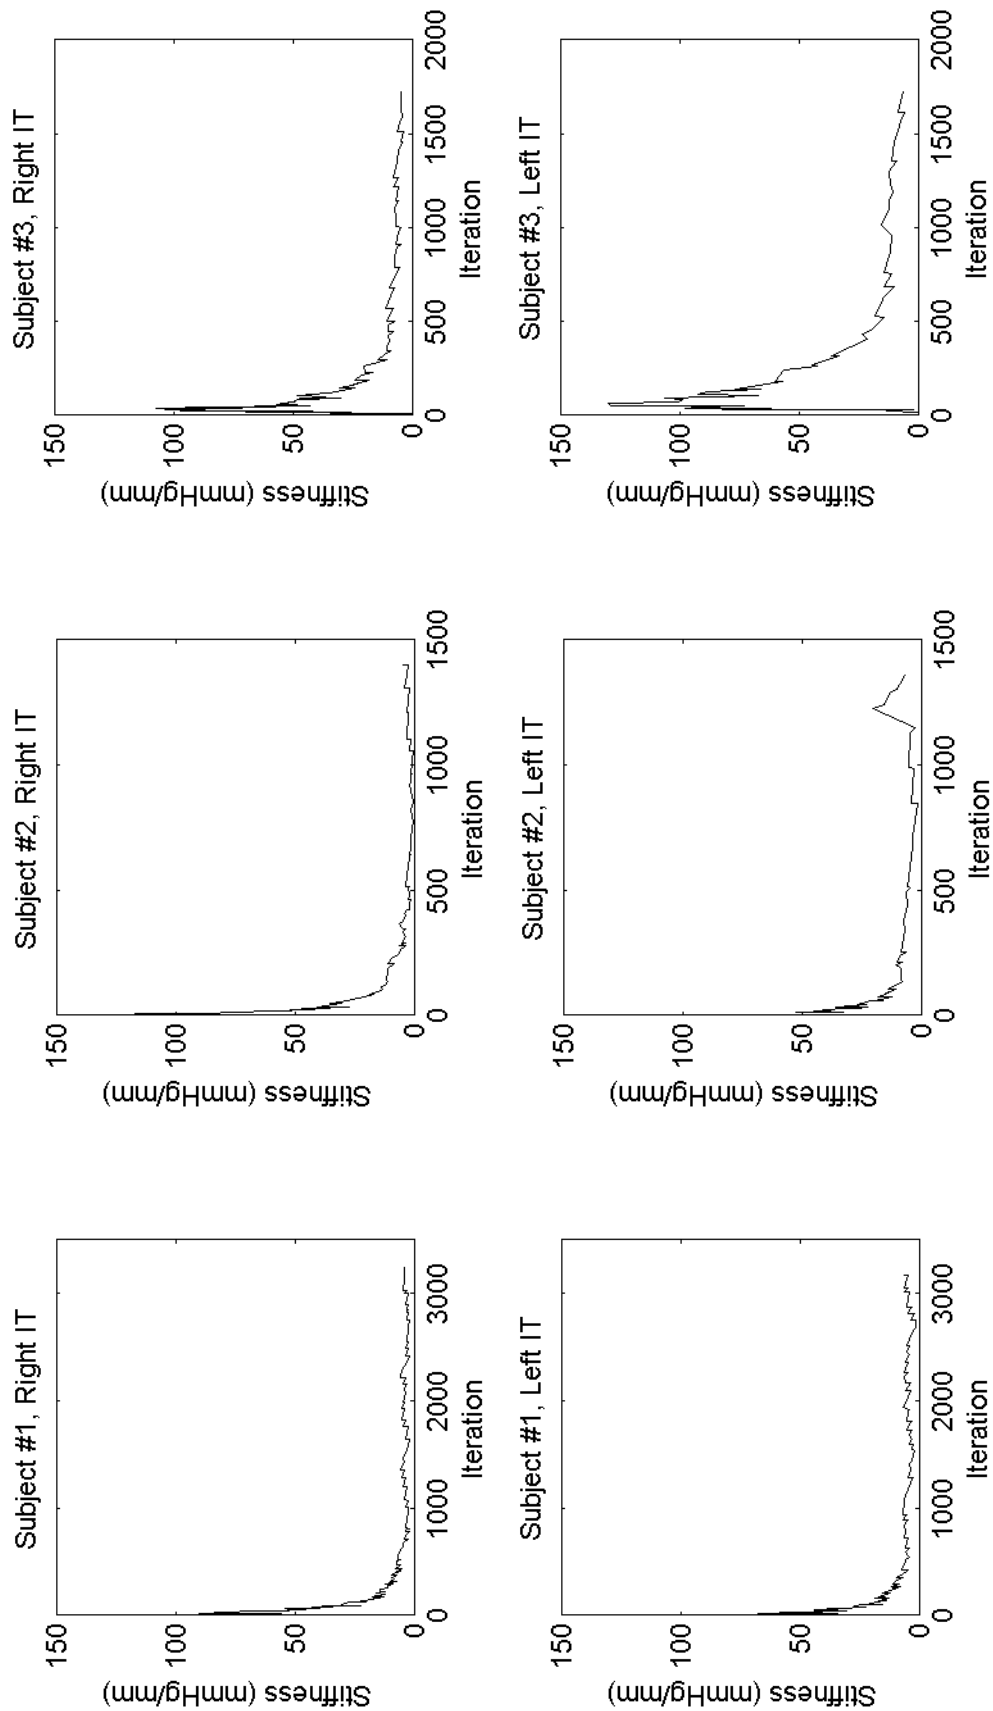 Subject #1, Right IT
150
100
50
0
Stiffness (mmHg/mm)
0 1000 2000 3000
Iteration
Subject #2, Right IT
150
100
50
0
Stiffness (mmHg/mm)
0 500 1000 1500
Iteration
Subject #3, Right IT
150
100
50
0
Stiffness (mmHg/mm)
0 500 1000 1500 2000
Iteration
Subject #1, Left IT
150
100
50
0
Stiffness (mmHg/mm)
0 1000 2000 3000
Iteration
Subject #2, Left IT
150
100
50
0
Stiffness (mmHg/mm)
0 500 1000 1500
Iteration
Subject #3, Left IT
150
100
50
0
Stiffness (mmHg/mm)
0 500 1000 1500 2000
Iteration